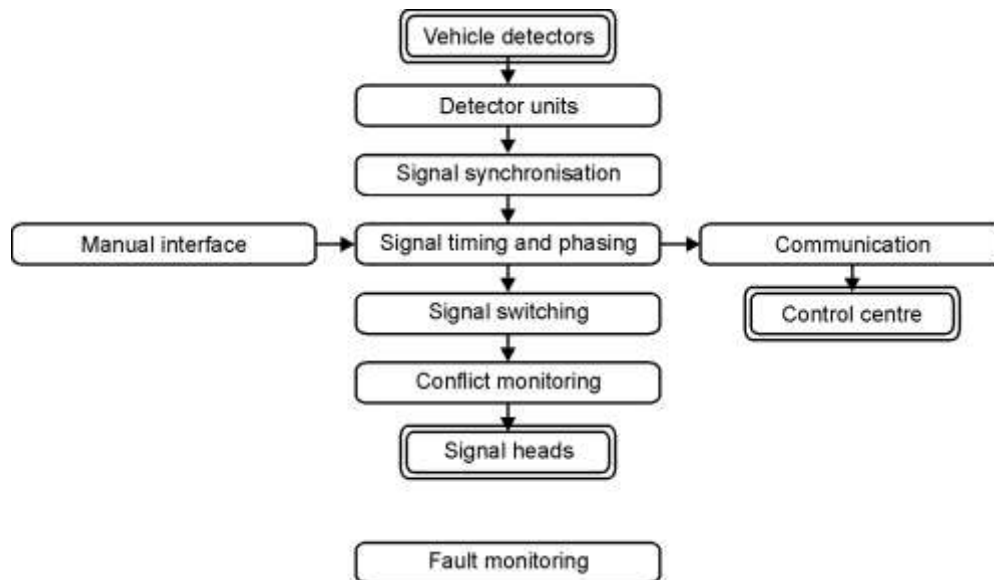 Vehicle detectors
Detector units
Signal synchronisation
Manual interface
Signal timing and phasing
Communication
Signal switching
Control centre
Conflict monitoring
Signal heads
Fault monitoring